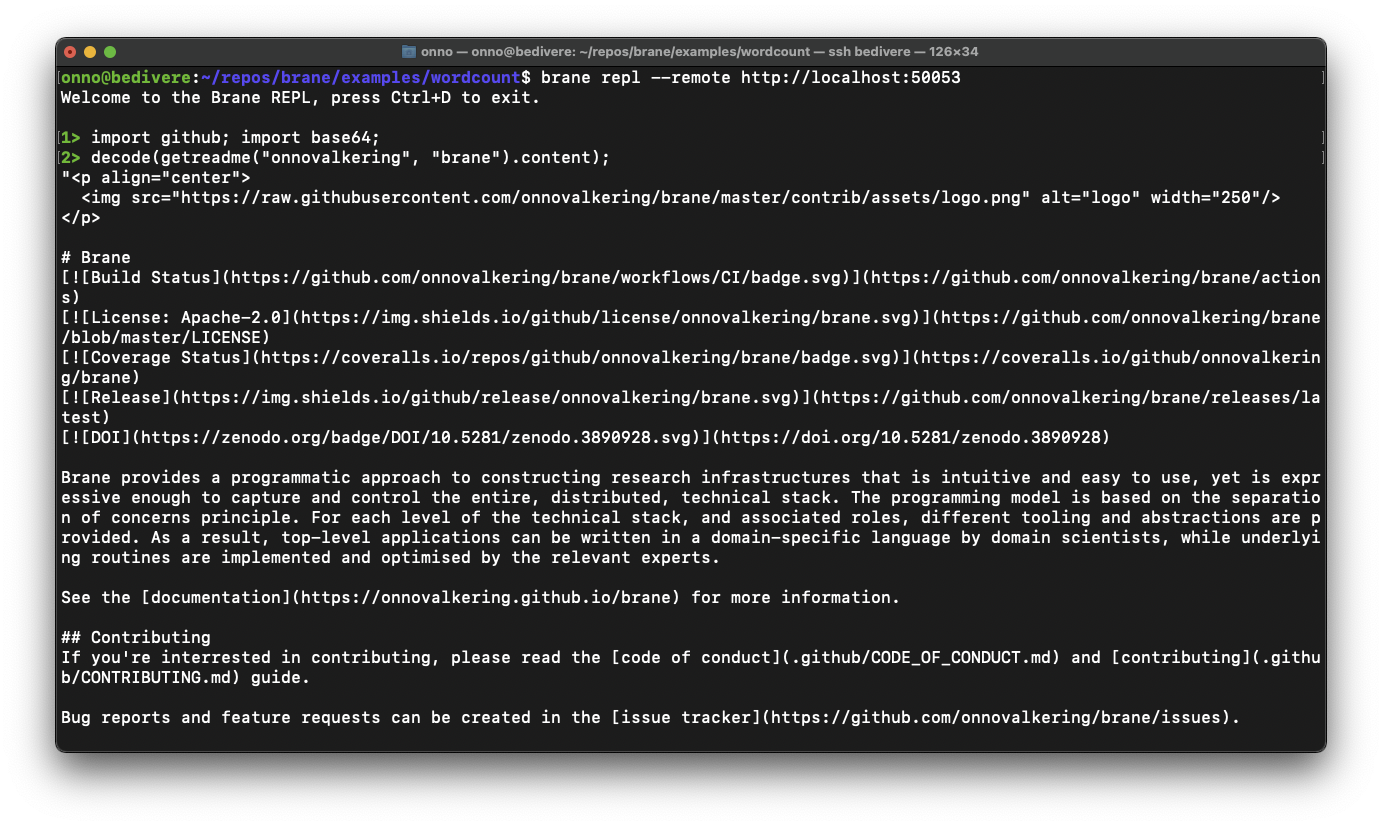 onno — onno@bedivere: ~/repos/brane/examples/wordcount — ssh bedivere — 126×34
[onno@bedivere:~/repos/brane/examples/wordcount$ brane repl --remote http://localhost:50053 ]
Welcome to the Brane REPL, press Ctrl+D to exit.
[1> import github; import base64; ]
[2> decode(getreadme("onnovalkering", "brane").content); ]
"<p align="center">
  <img src="https://raw.githubusercontent.com/onnovalkering/brane/master/contrib/assets/logo.png" alt="logo" width="250"/>
</p>
# Brane
[![Build Status](https://github.com/onnovalkering/brane/workflows/CI/badge.svg)](https://github.com/onnovalkering/brane/action
s)
[![License: Apache-2.0](https://img.shields.io/github/license/onnovalkering/brane.svg)](https://github.com/onnovalkering/brane
/blob/master/LICENSE)
[![Coverage Status](https://coveralls.io/repos/github/onnovalkering/brane/badge.svg)](https://coveralls.io/github/onnovalkerin
g/brane)
[![Release](https://img.shields.io/github/release/onnovalkering/brane.svg)](https://github.com/onnovalkering/brane/releases/la
test)
[![DOI](https://zenodo.org/badge/DOI/10.5281/zenodo.3890928.svg)](https://doi.org/10.5281/zenodo.3890928)
Brane provides a programmatic approach to constructing research infrastructures that is intuitive and easy to use, yet is expr
essive enough to capture and control the entire, distributed, technical stack. The programming model is based on the separatio
n of concerns principle. For each level of the technical stack, and associated roles, different tooling and abstractions are p
rovided. As a result, top-level applications can be written in a domain-specific language by domain scientists, while underlyi
ng routines are implemented and optimised by the relevant experts.
See the [documentation](https://onnovalkering.github.io/brane) for more information.
## Contributing
If you're interrested in contributing, please read the [code of conduct](.github/CODE_OF_CONDUCT.md) and [contributing](.githu
b/CONTRIBUTING.md) guide.
Bug reports and feature requests can be created in the [issue tracker](https://github.com/onnovalkering/brane/issues).